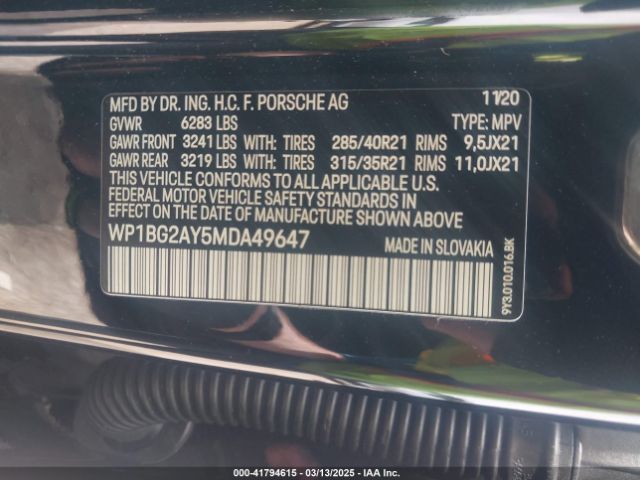 MFD BY DR. ING. H.C. F. PORSCHE AG 11/20
GVWR 6283 LBS TYPE: MPV
GAWR FRONT 3241 LBS WITH: TIRES 285/40R21 RIMS 9,5JX21
GAWR REAR 3219 LBS WITH: TIRES 315/35R21 RIMS 11,0JX21
THIS VEHICLE CONFORMS TO ALL APPLICABLE U.S.
FEDERAL MOTOR VEHICLE SAFETY STANDARDS IN
EFFECT ON THE DATE OF MANUFACTURE SHOWN ABOVE
WP1BG2AY5MDA49647 MADE IN SLOVAKIA
9Y3.010.016.BK
000-41794615 - 03/13/2025 - IAA Inc.